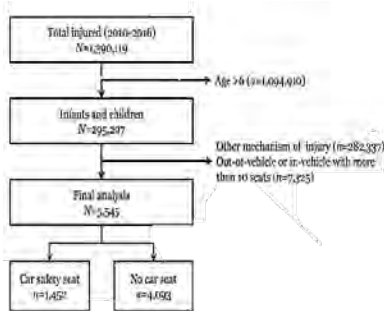 Total injured (2010-2016)
N=1,390,119
Age >6 (n=1,094,912)
Infants and children
N=295,207
Other mechanism of injury (n=282,337)
Out-of-vehicle or in-vehicle with more
than 10 seats (n=7,325)
Final analysis
N=5,545
Car safety seat
n=1,452
No car seat
n=4,093